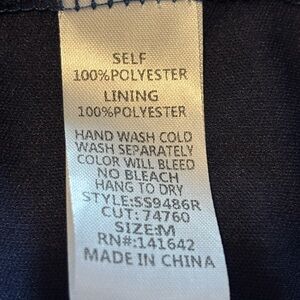 SELF
100%POLYESTER
LINING
100%POLYESTER
HAND WASH COLD
WASH SEPARATELY
COLOR WILL BLEED
NO BLEACH
HANG TO DRY
STYLE:SS9486R
CUT:74760
SIZE:M
RN#:141642
MADE IN CHINA